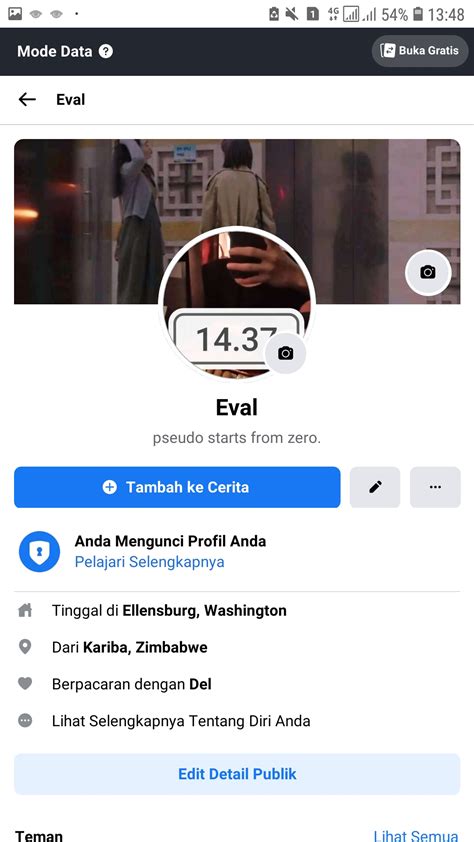 4G
1
54%
13:48
Mode Data ?
Buka Gratis
Eval
14.37
Eval
pseudo starts from zero.
Tambah ke Cerita
Anda Mengunci Profil Anda
Pelajari Selengkapnya
Tinggal di Ellensburg, Washington
Dari Kariba, Zimbabwe
Berpacaran dengan Del
Lihat Selengkapnya Tentang Diri Anda
Edit Detail Publik
Teman
Lihat Semua